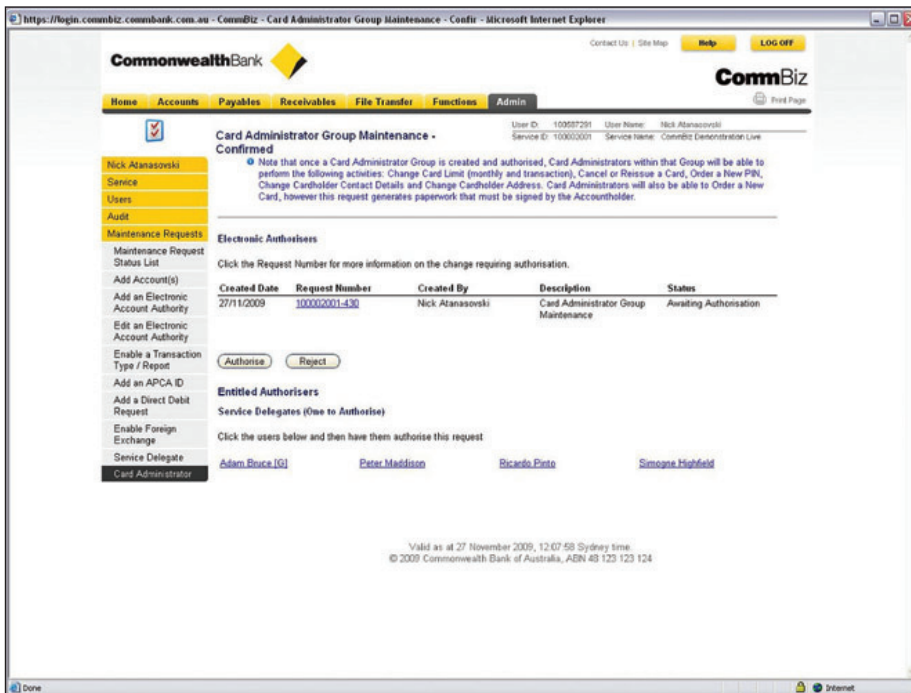 https://login.commbiz.commbank.com.au - CommBiz - Card Administrator Group Maintenance - Confir - Microsoft Internet Explorer
Contact Us | Site Map Help LOG OFF
CommonwealthBank
CommBiz
Home Accounts Payables Receivables File Transfer Functions Admin
Print Page
User ID: 100587291 User Name: Nick Atanasovski
Service ID: 100002001 Service Name: CommBiz Demonstration Live
Card Administrator Group Maintenance -
Confirmed
Note that once a Card Administrator Group is created and authorised, Card Administrators within that Group will be able to
perform the following activities: Change Card Limit (monthly and transaction), Cancel or Reissue a Card, Order a New PIN,
Change Cardholder Contact Details and Change Cardholder Address. Card Administrators will also be able to Order a New
Card, however this request generates paperwork that must be signed by the Accountholder.
Nick Atanasovski
Service
Users
Audit
Maintenance Requests
Maintenance Request
Status List
Add Account(s)
Add an Electronic
Account Authority
Edit an Electronic
Account Authority
Enable a Transaction
Type / Report
Add an APCA ID
Add a Direct Debit
Request
Enable Foreign
Exchange
Service Delegate
Card Administrator
Electronic Authorisers
Click the Request Number for more information on the change requiring authorisation.
Created Date Request Number Created By Description Status
27/11/2009 100002001-430 Nick Atanasovski Card Administrator Group Awaiting Authorisation
Maintenance
Authorise Reject
Entitled Authorisers
Service Delegates (One to Authorise)
Click the users below and then have them authorise this request
Adam Bruce [G] Peter Maddison Ricardo Pinto Simogne Highfield
Valid as at 27 November 2009, 12:07:58 Sydney time.
© 2009 Commonwealth Bank of Australia, ABN 48 123 123 124
Done Internet